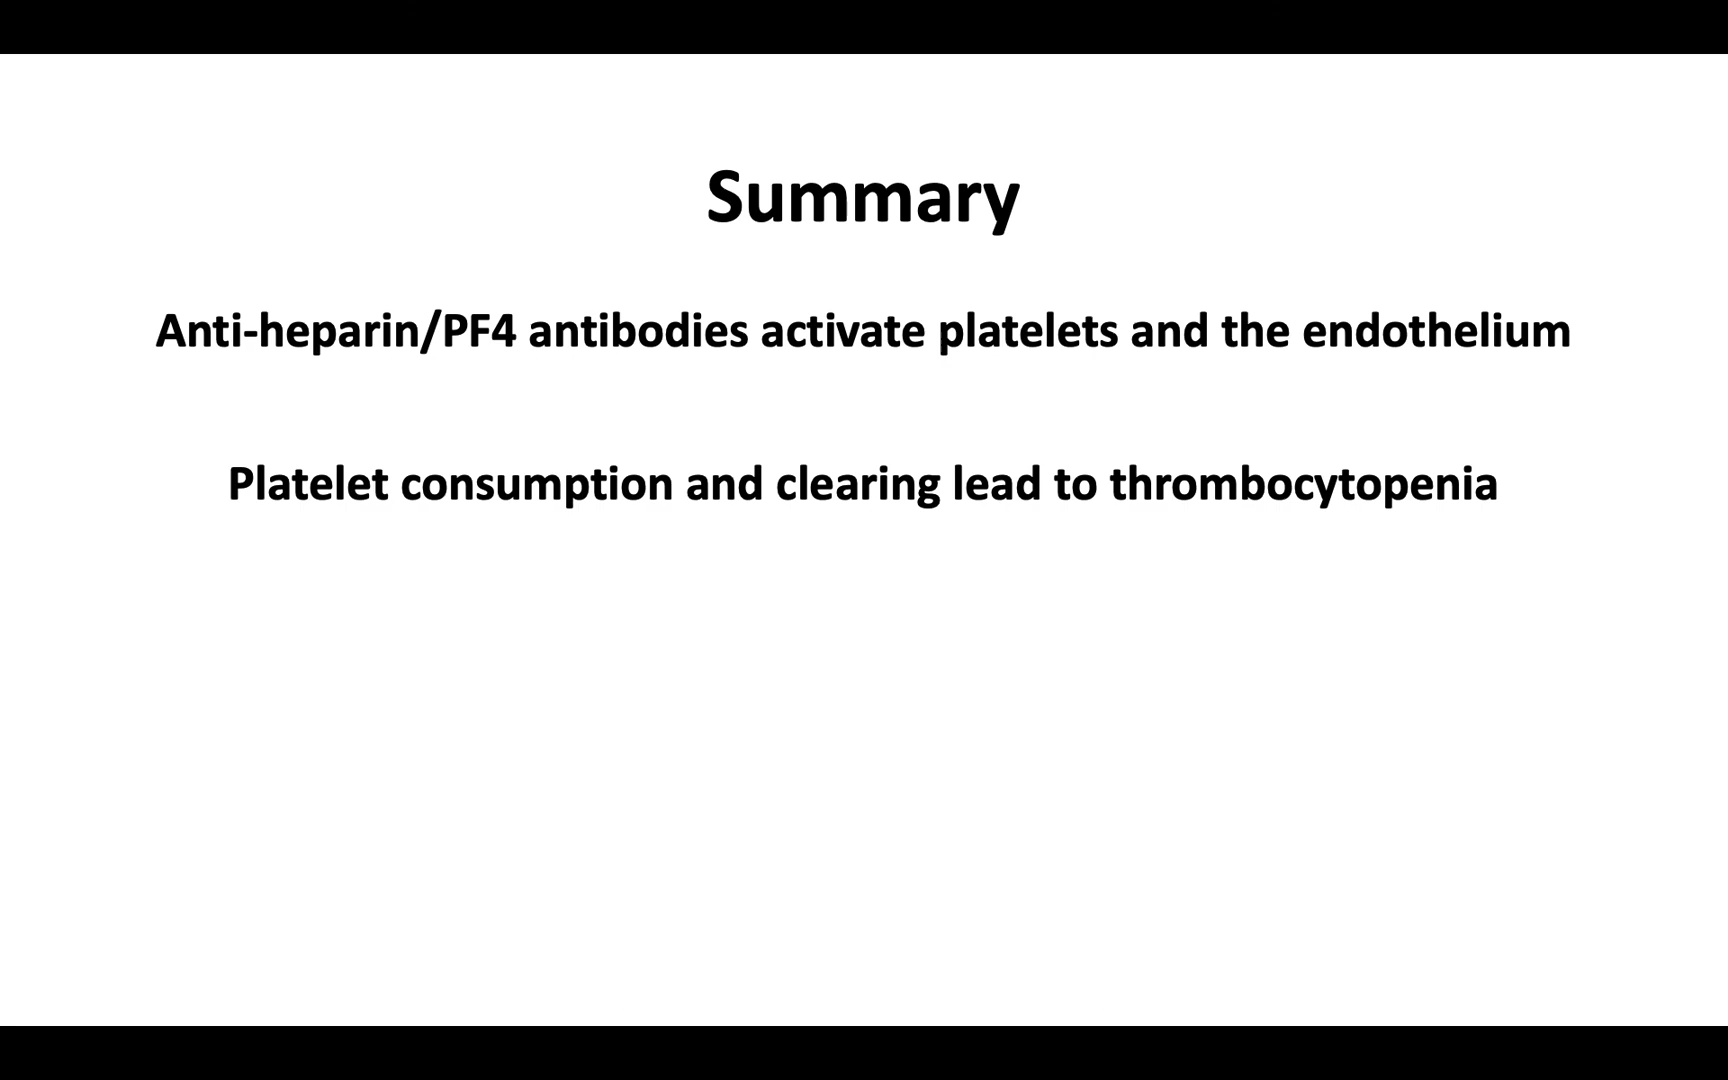 Summary
Anti-heparin/PF4 antibodies activate platelets and the endothelium
Platelet consumption and clearing lead to thrombocytopenia